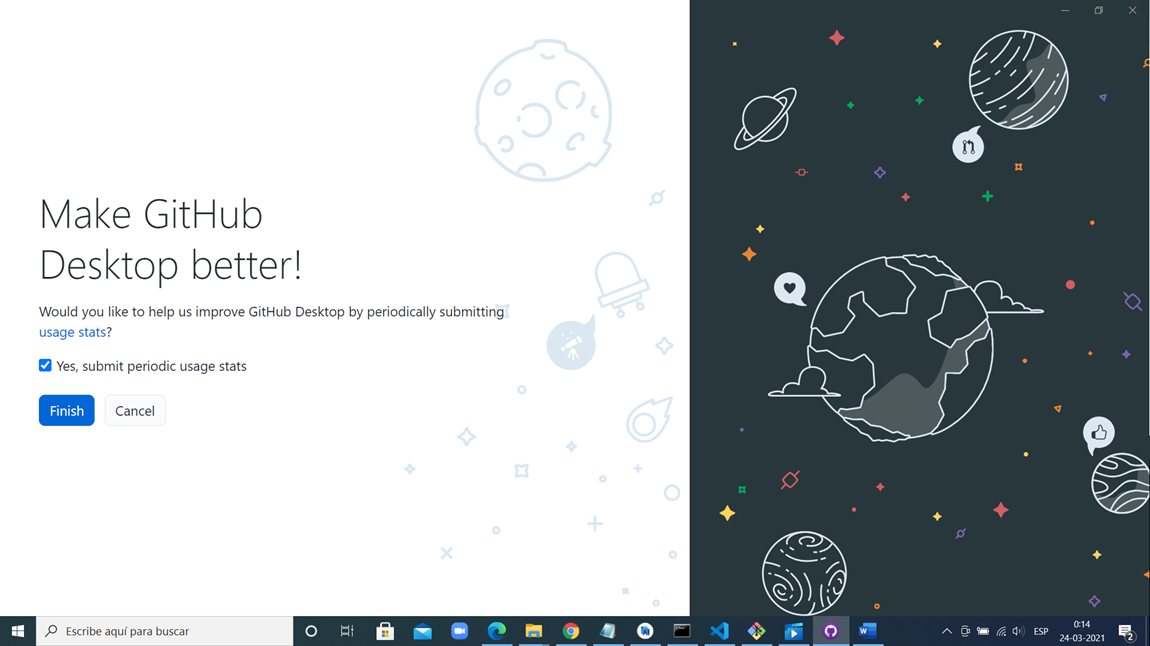 Make GitHub
Desktop better!
Would you like to help us improve GitHub Desktop by periodically submitting
usage stats?
Yes, submit periodic usage stats
Finish
Cancel
Escribe aquí para buscar
ESP
0:14
24-03-2021
2